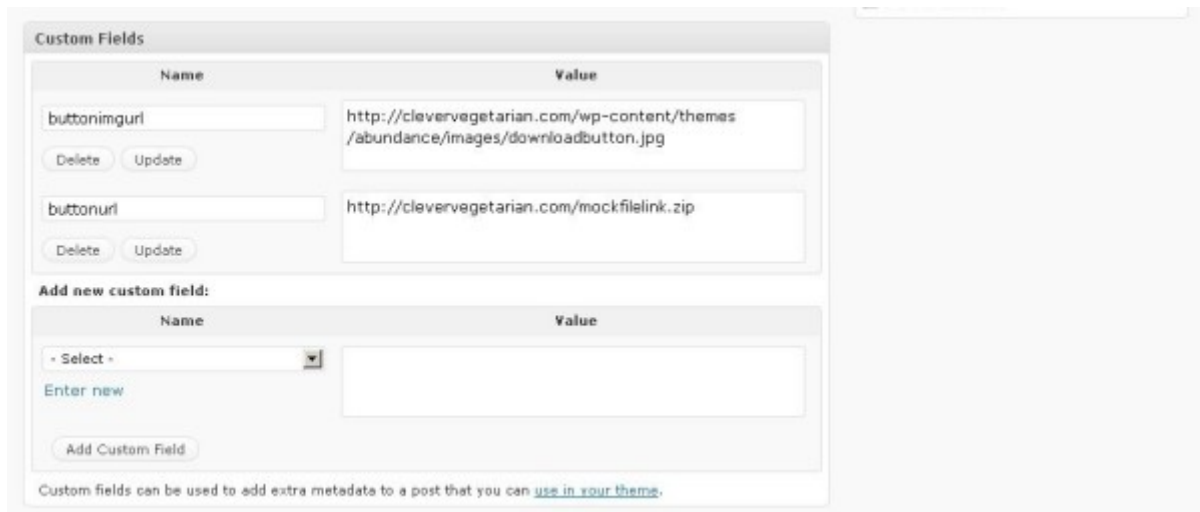 Custom Fields
Name Value
buttonimgurl
http://clevervegetarian.com/wp-content/themes
/abundance/images/downloadbutton.jpg
Delete Update
buttonurl
http://clevervegetarian.com/mockfilelink.zip
Delete Update
Add new custom field:
Name Value
- Select -
Enter new
Add Custom Field
Custom fields can be used to add extra metadata to a post that you can use in your theme.